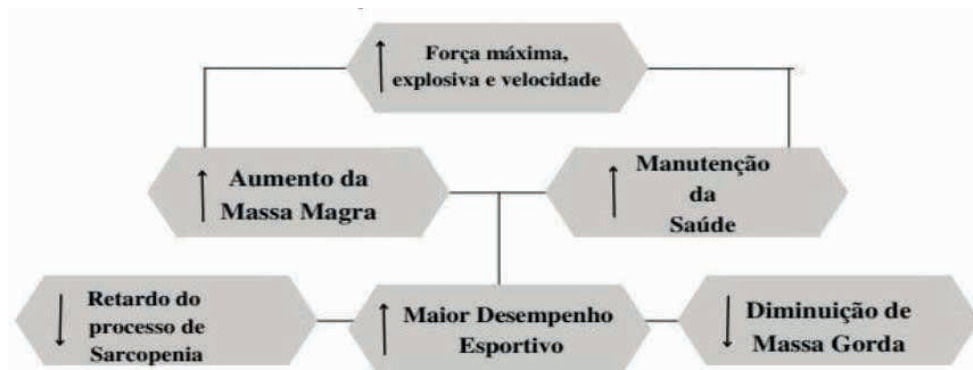 Força máxima,
explosiva e velocidade
Aumento da
Massa Magra
Manutenção
da
Saúde
Retardo do
processo de
Sarcopenia
Maior Desempenho
Esportivo
Diminuição de
Massa Gorda